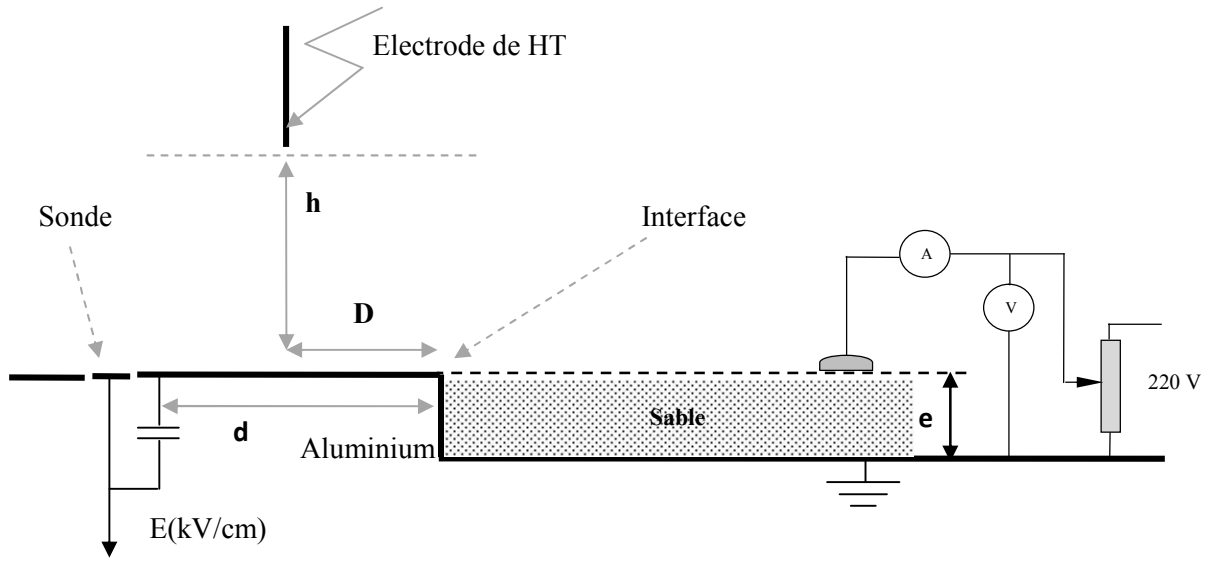 Electrode de HT
h
Sonde
Interface
A
D
V
220 V
Sable
e
d
Aluminium
E(kV/cm)